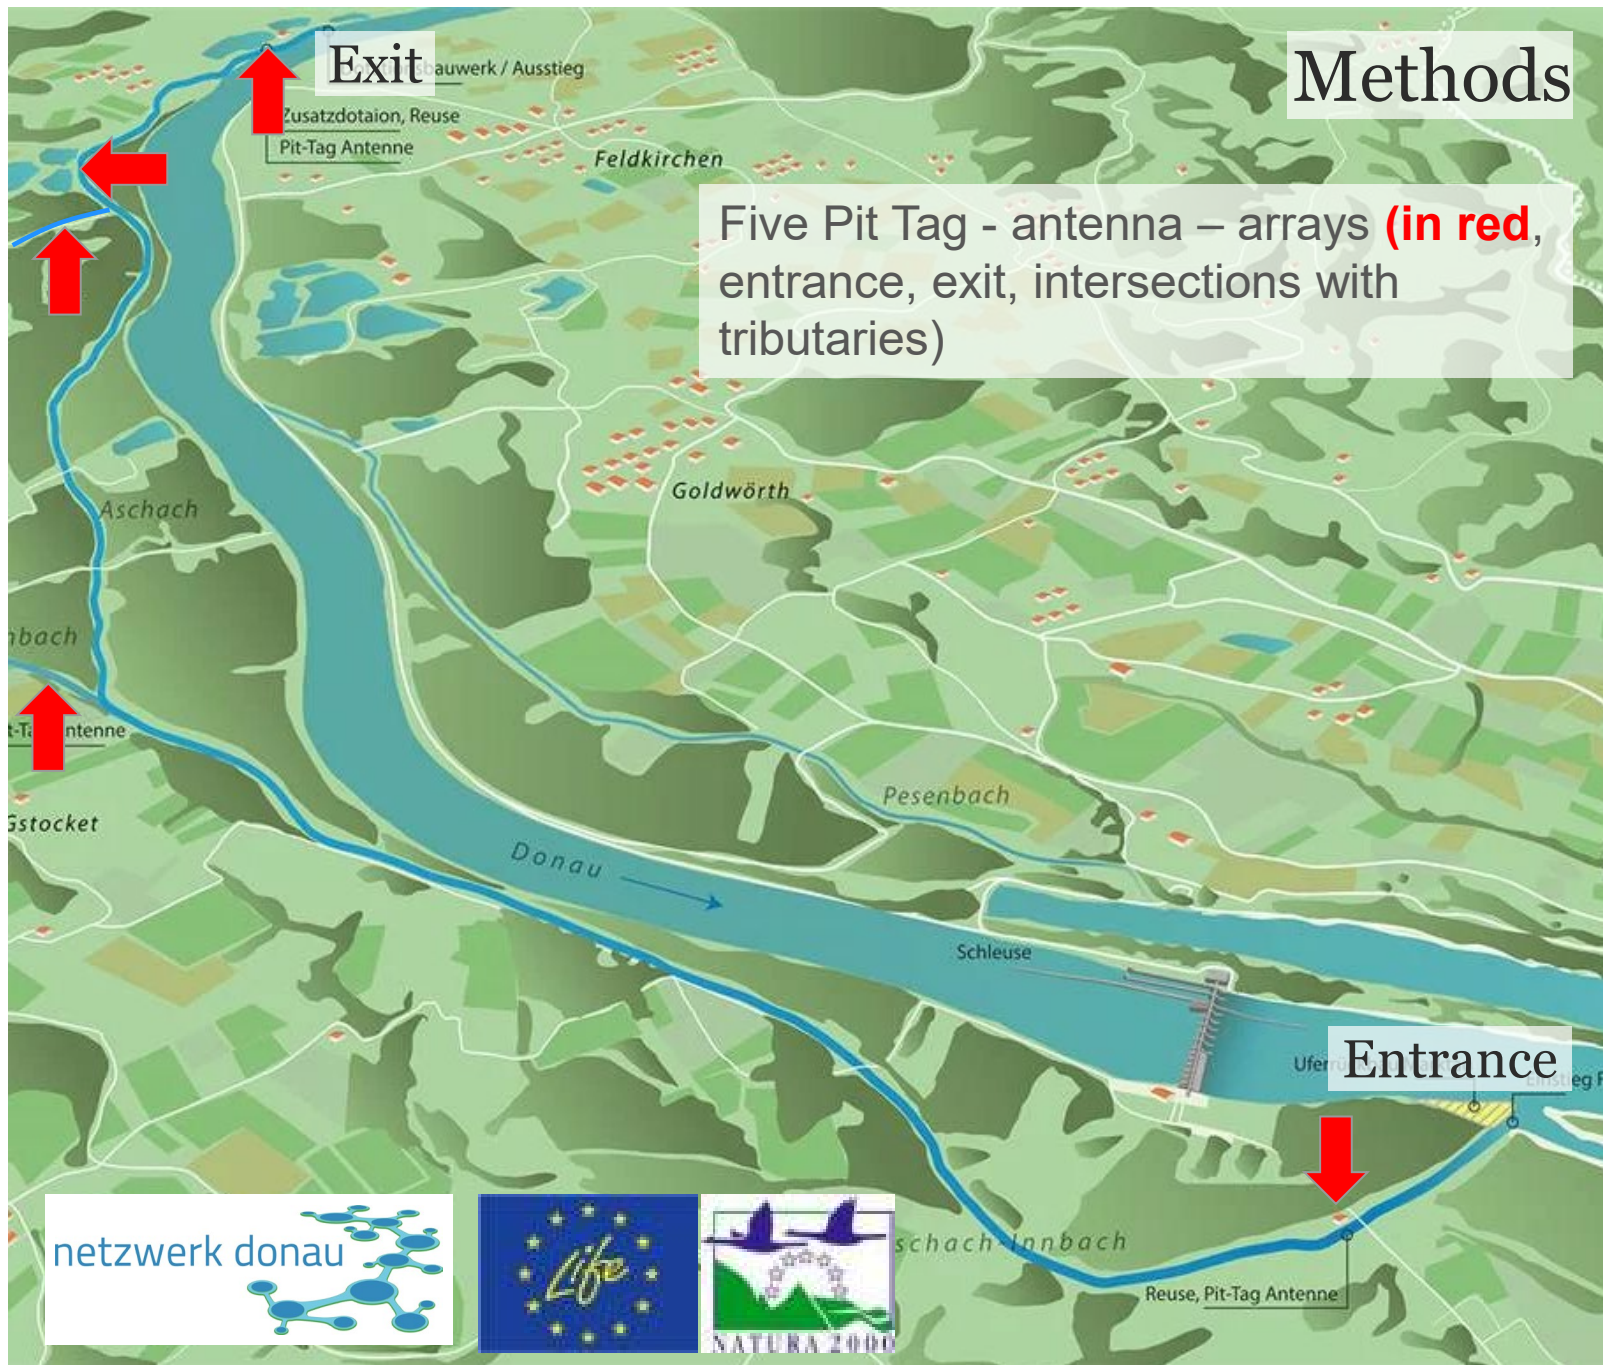 Exit
bauwerk / Ausstieg
Methods
Zusatzdotaion, Reuse
Pit-Tag Antenne
Feldkirchen
Five Pit Tag - antenna – arrays (in red,
entrance, exit, intersections with
tributaries)
Goldwörth
Aschach
nbach
ntenne
Gstocket
Pesenbach
Donau
Schleuse
Entrance
Ufer
schach-Innbach
Reuse, Pit-Tag Antenne
netzwerk donau
Life
NATURA 2000